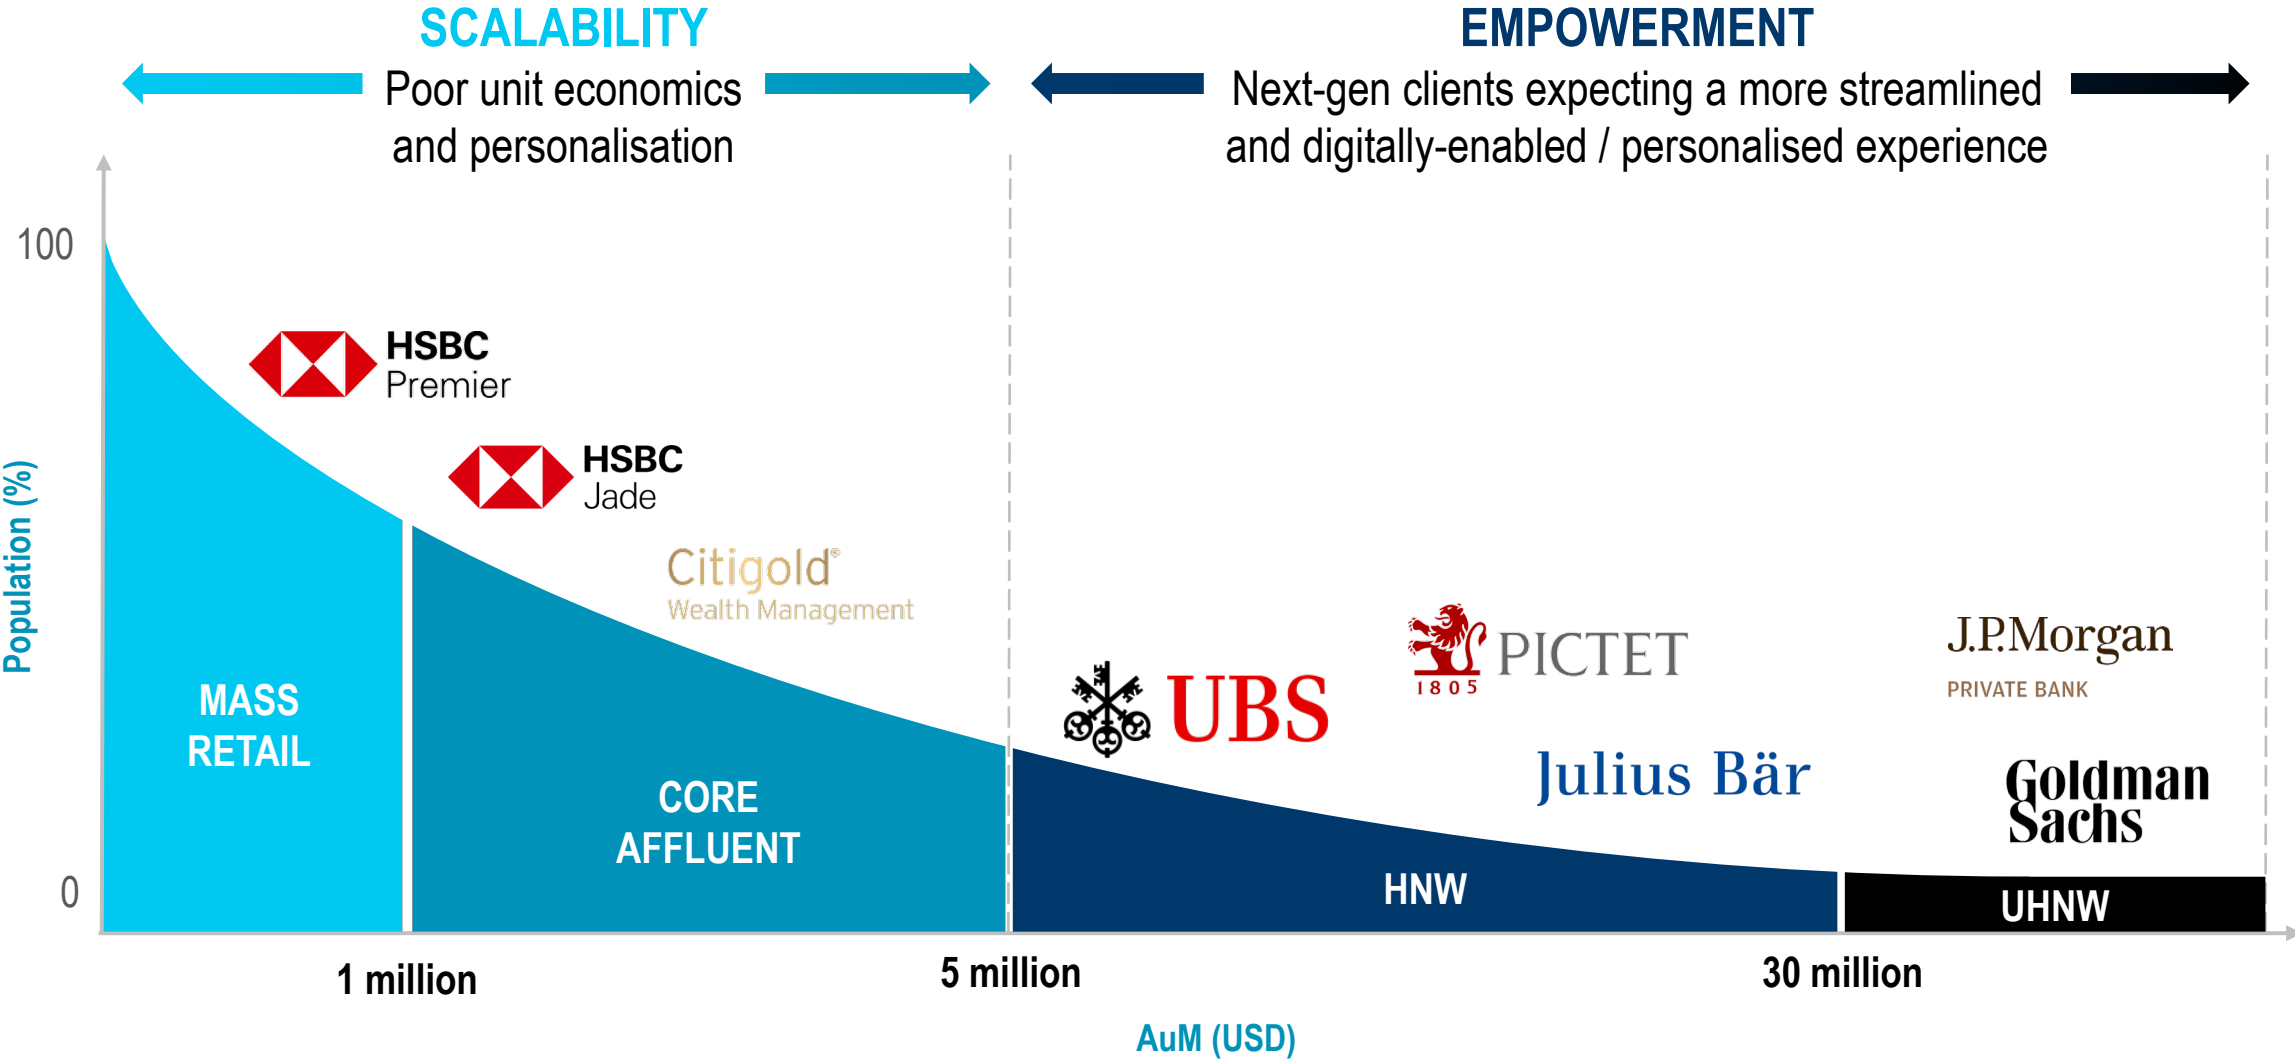 SCALABILITY
Poor unit economics
and personalisation
EMPOWERMENT
Next-gen clients expecting a more streamlined
and digitally-enabled / personalised experience
100
0
Population (%)
HSBC
Premier
HSBC
Jade
Citigold®
Wealth Management
UBS
PICTET
1805
Julius Bär
J.P.Morgan
PRIVATE BANK
Goldman
Sachs
MASS
RETAIL
CORE
AFFLUENT
HNW
UHNW
1 million
5 million
30 million
AuM (USD)